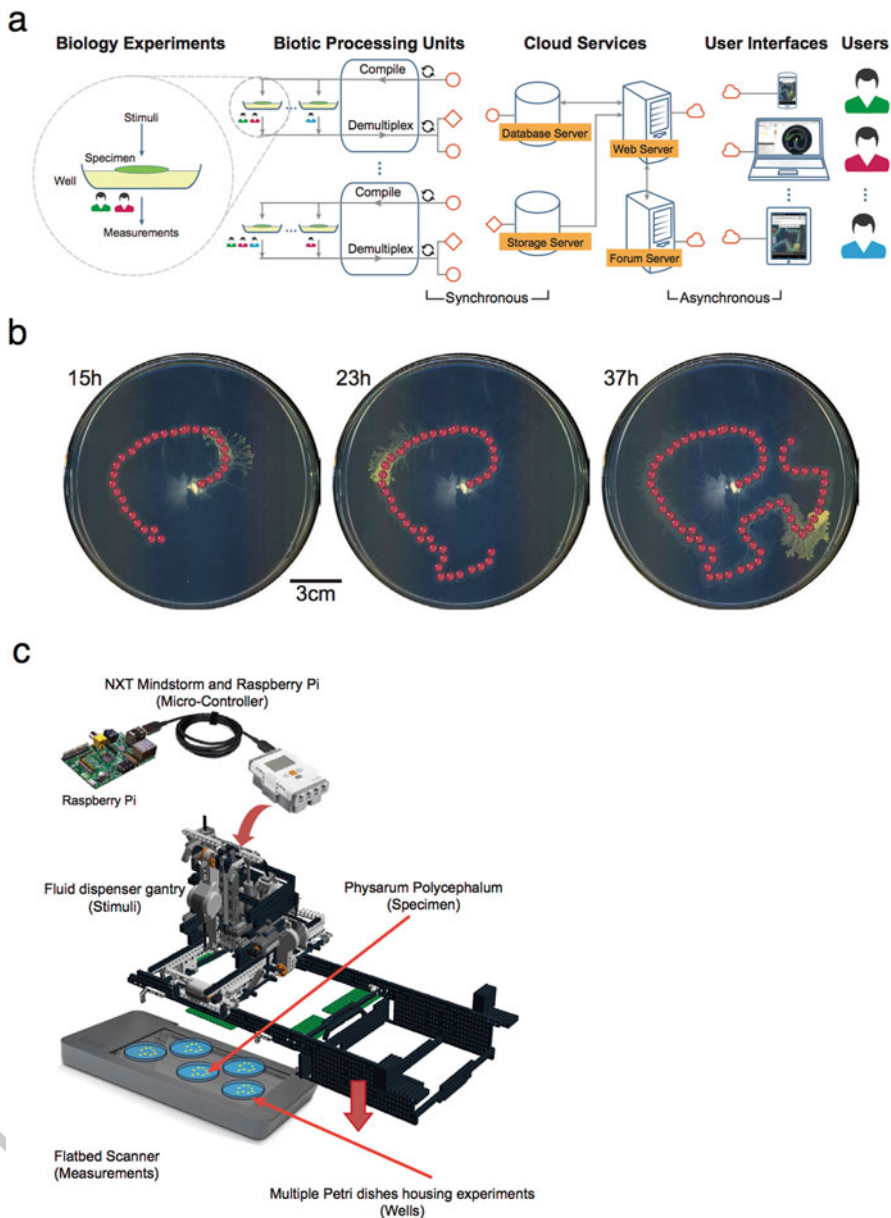 a
Biology Experiments
Biotic Processing Units
Cloud Services
User Interfaces
Users
Stimuli
Specimen
Well
Measurements
Compile
Demultiplex
Compile
Demultiplex
Database Server
Web Server
Storage Server
Forum Server
Synchronous
Asynchronous
b
15h
23h
37h
3cm
c
NXT Mindstorm and Raspberry Pi
(Micro-Controller)
Raspberry Pi
Fluid dispenser gantry
(Stimuli)
Physarum Polycephalum
(Specimen)
Flatbed Scanner
(Measurements)
Multiple Petri dishes housing experiments
(Wells)